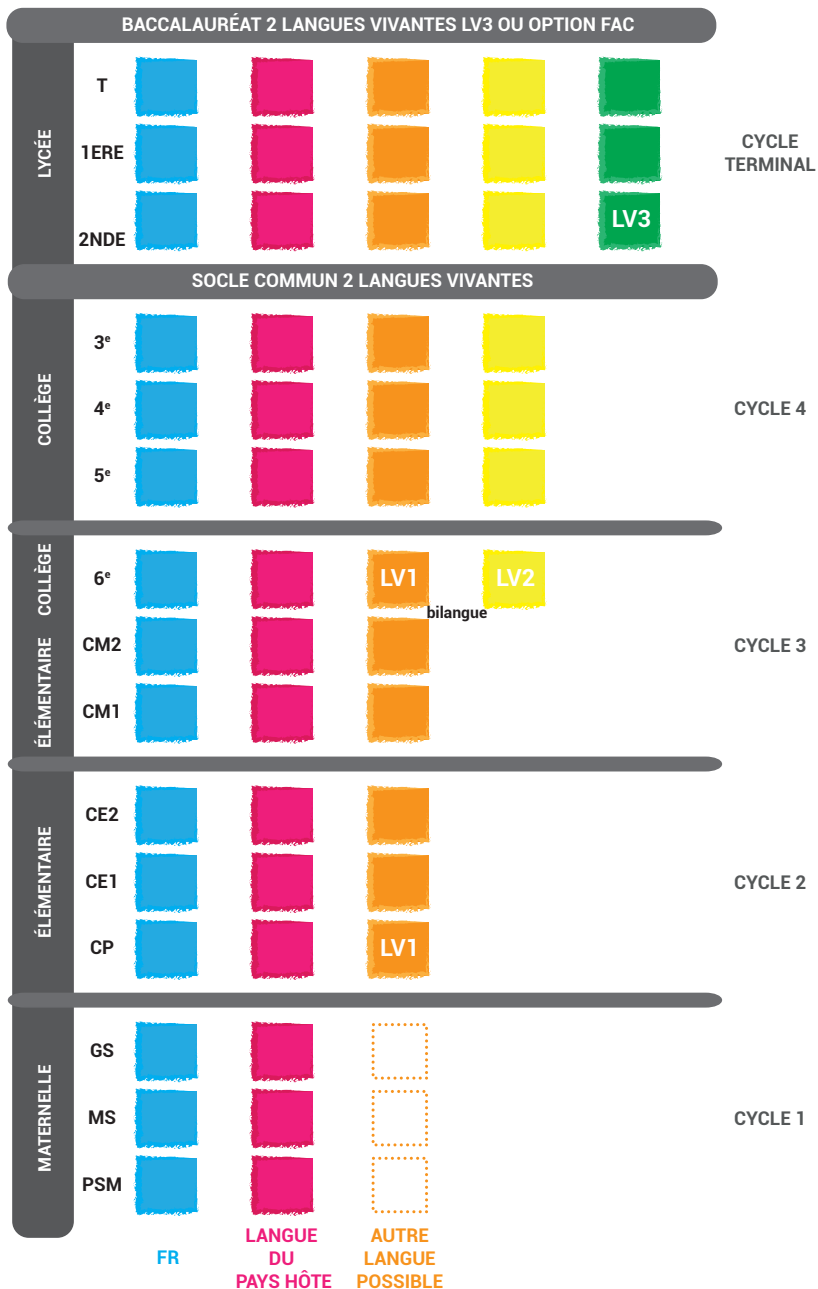 BACCALAURÉAT 2 LANGUES VIVANTES LV3 OU OPTION FAC
LYCÉE
T
1ERE
CYCLE
TERMINAL
2NDE
LV3
SOCLE COMMUN 2 LANGUES VIVANTES
COLLÈGE
3e
4e
CYCLE 4
5e
COLLÈGE
6e
LV1
LV2
bilangue
ÉLÉMENTAIRE
CM2
CYCLE 3
CM1
ÉLÉMENTAIRE
CE2
CE1
CYCLE 2
CP
LV1
MATERNELLE
GS
MS
CYCLE 1
PSM
FR
LANGUE
DU
PAYS HÔTE
AUTRE
LANGUE
POSSIBLE